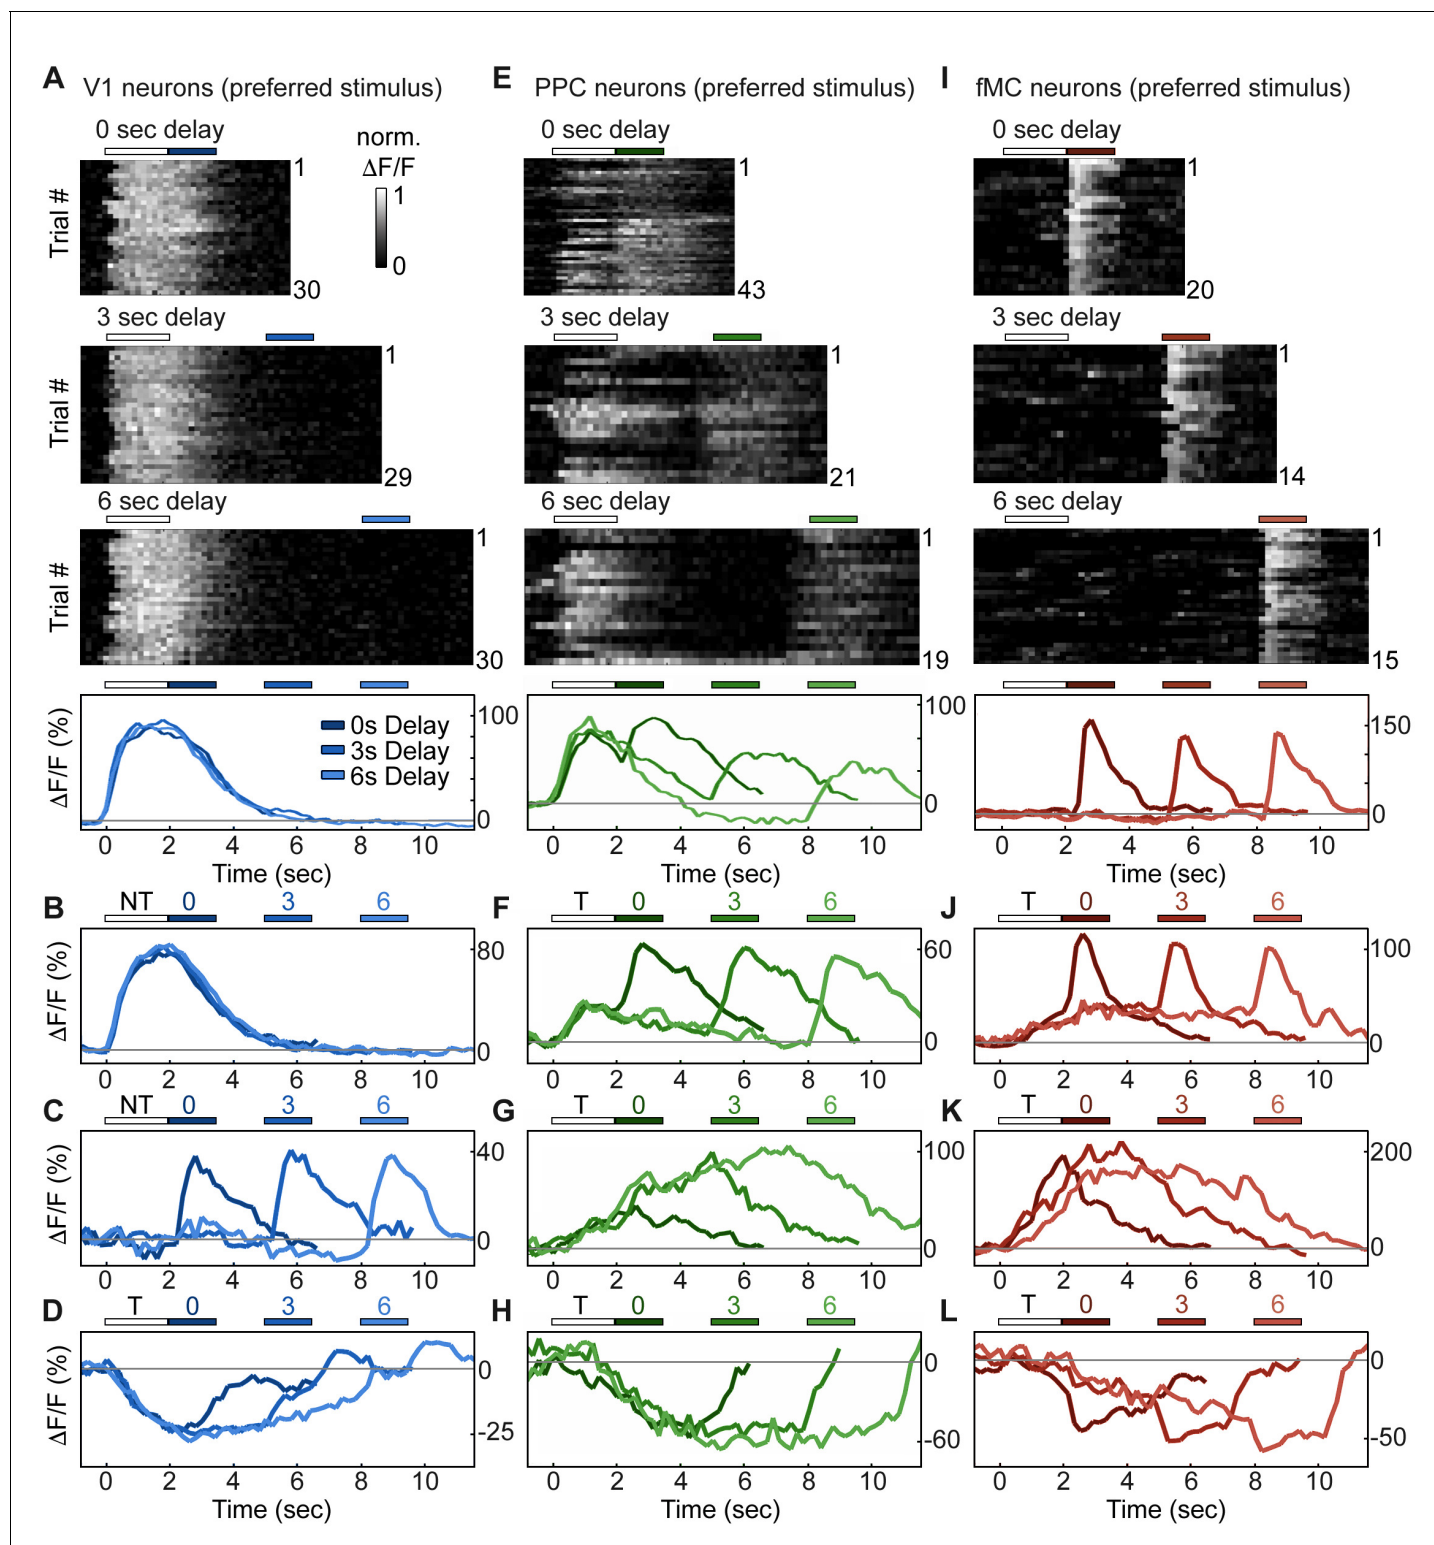 A V1 neurons (preferred stimulus)
0 sec delay
norm.
ΔF/F
1
0
Trial #
1
30
3 sec delay
Trial #
1
29
6 sec delay
Trial #
1
30
ΔF/F (%)
0s Delay
3s Delay
6s Delay
100
0
0 2 4 6 8 10
Time (sec)
B NT 0 3 6
ΔF/F (%)
80
0
0 2 4 6 8 10
C NT 0 3 6
ΔF/F (%)
40
0
0 2 4 6 8 10
D T 0 3 6
ΔF/F (%)
0
-25
0 2 4 6 8 10
Time (sec)
E PPC neurons (preferred stimulus)
0 sec delay
1
43
3 sec delay
1
21
6 sec delay
1
19
100
0
0 2 4 6 8 10
Time (sec)
F T 0 3 6
60
0
0 2 4 6 8 10
G T 0 3 6
100
0
0 2 4 6 8 10
H T 0 3 6
0
-60
0 2 4 6 8 10
Time (sec)
I fMC neurons (preferred stimulus)
0 sec delay
1
20
3 sec delay
1
14
6 sec delay
1
15
150
0
0 2 4 6 8 10
Time (sec)
J T 0 3 6
100
0
0 2 4 6 8 10
K T 0 3 6
200
0
0 2 4 6 8 10
L T 0 3 6
0
-50
0 2 4 6 8 10
Time (sec)